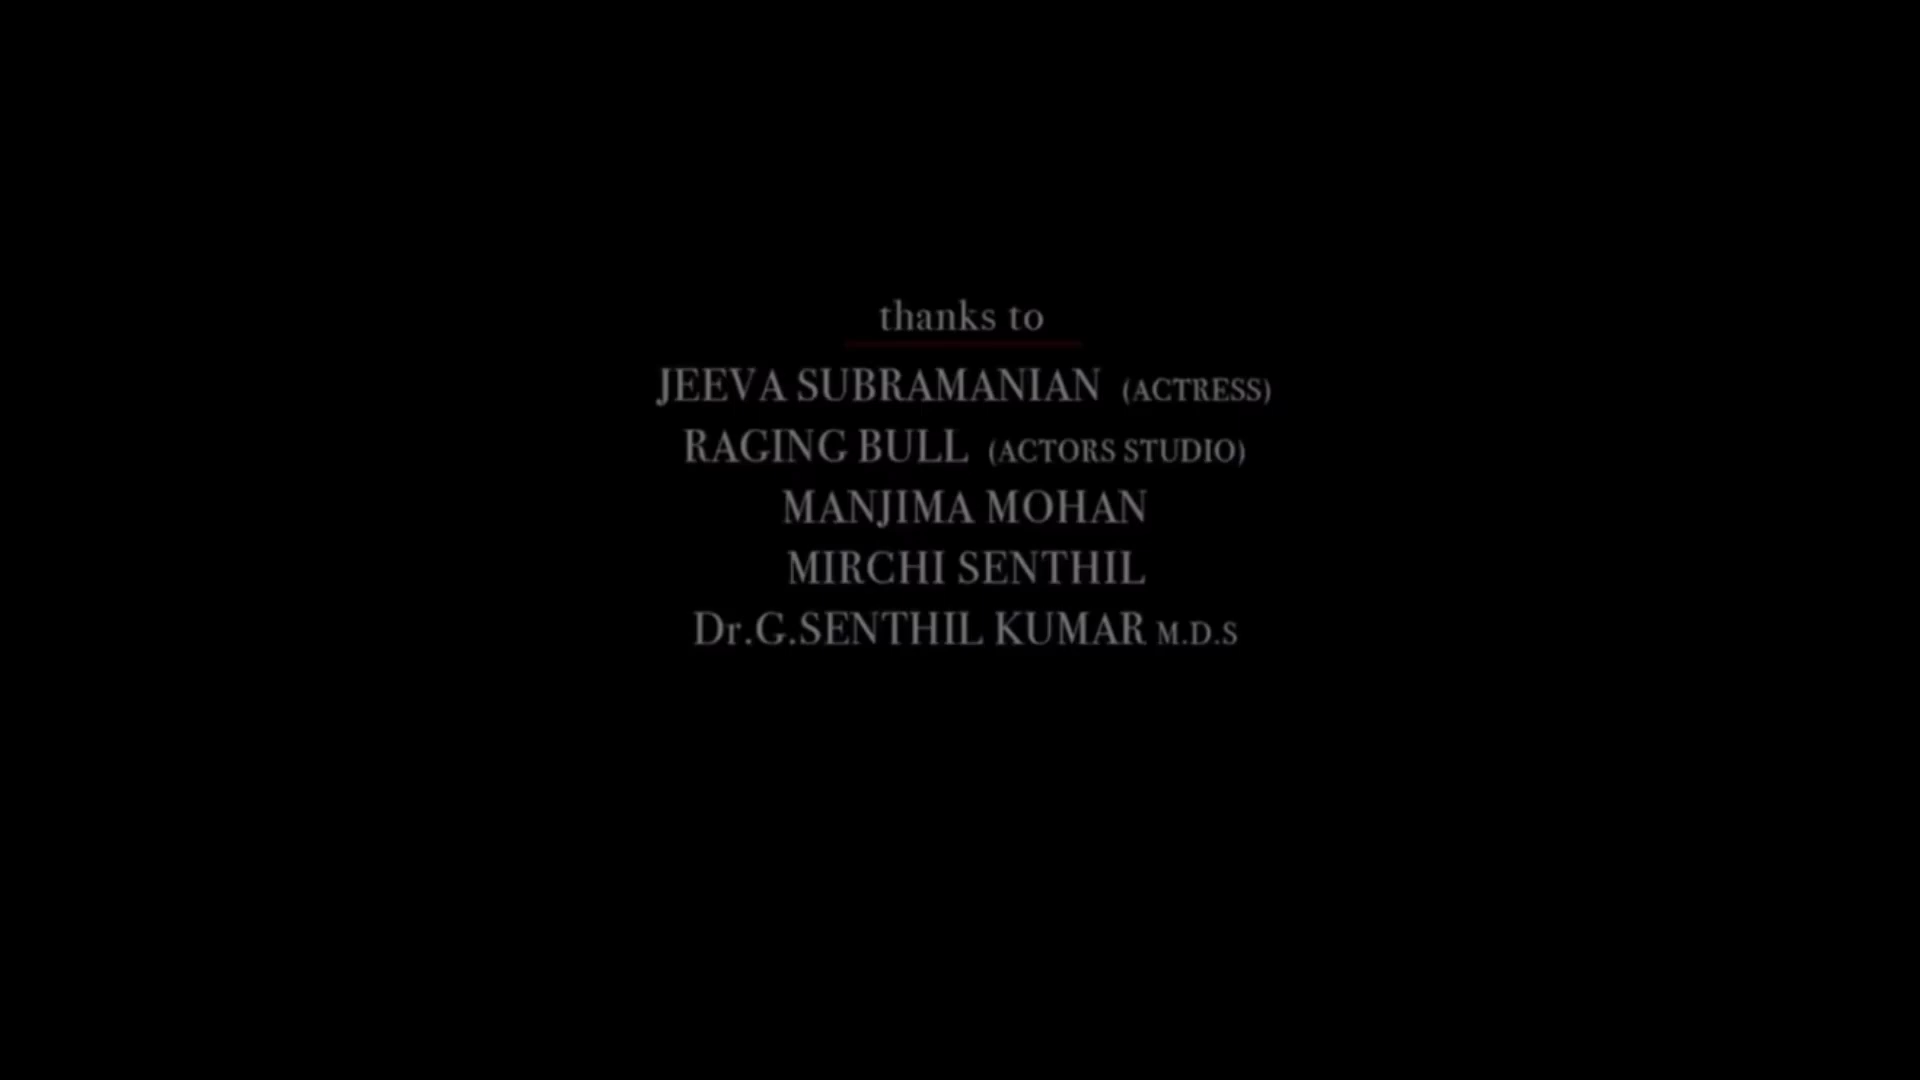 thanks to
JEEVA SUBRAMANIAN (ACTRESS)
RAGING BULL (ACTORS STUDIO)
MANJIMA MOHAN
MIRCHI SENTHIL
Dr.G.SENTHIL KUMAR M.D.S